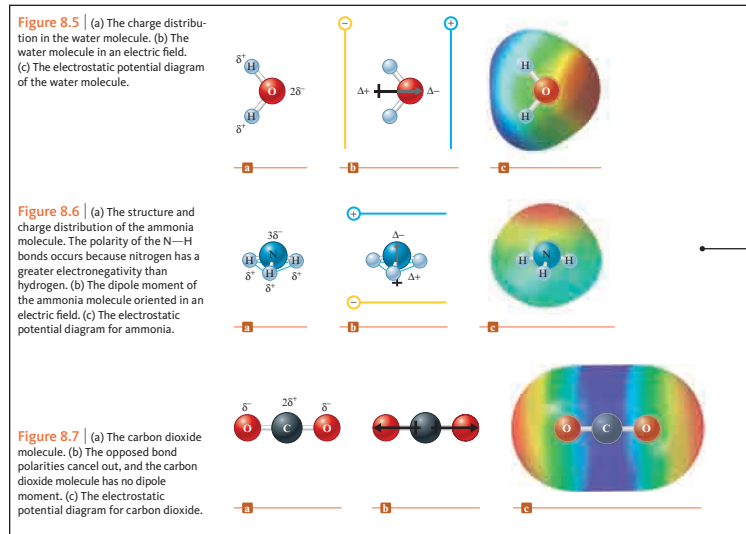 Figure 8.5 | (a) The charge distribu-
tion in the water molecule. (b) The
water molecule in an electric field.
(c) The electrostatic potential diagram
of the water molecule.
δ+
H
O
2δ−
H
δ+
a
−
+
Δ+
Δ−
b
H
O
H
c
Figure 8.6 | (a) The structure and
charge distribution of the ammonia
molecule. The polarity of the N—H
bonds occurs because nitrogen has a
greater electronegativity than
hydrogen. (b) The dipole moment of
the ammonia molecule oriented in an
electric field. (c) The electrostatic
potential diagram for ammonia.
3δ−
H N H
H
δ+ δ+
δ+
a
+
Δ−
Δ+
−
b
H N H
H
c
Figure 8.7 | (a) The carbon dioxide
molecule. (b) The opposed bond
polarities cancel out, and the carbon
dioxide molecule has no dipole
moment. (c) The electrostatic
potential diagram for carbon dioxide.
δ− 2δ+ δ−
O C O
a
b
O C O
c